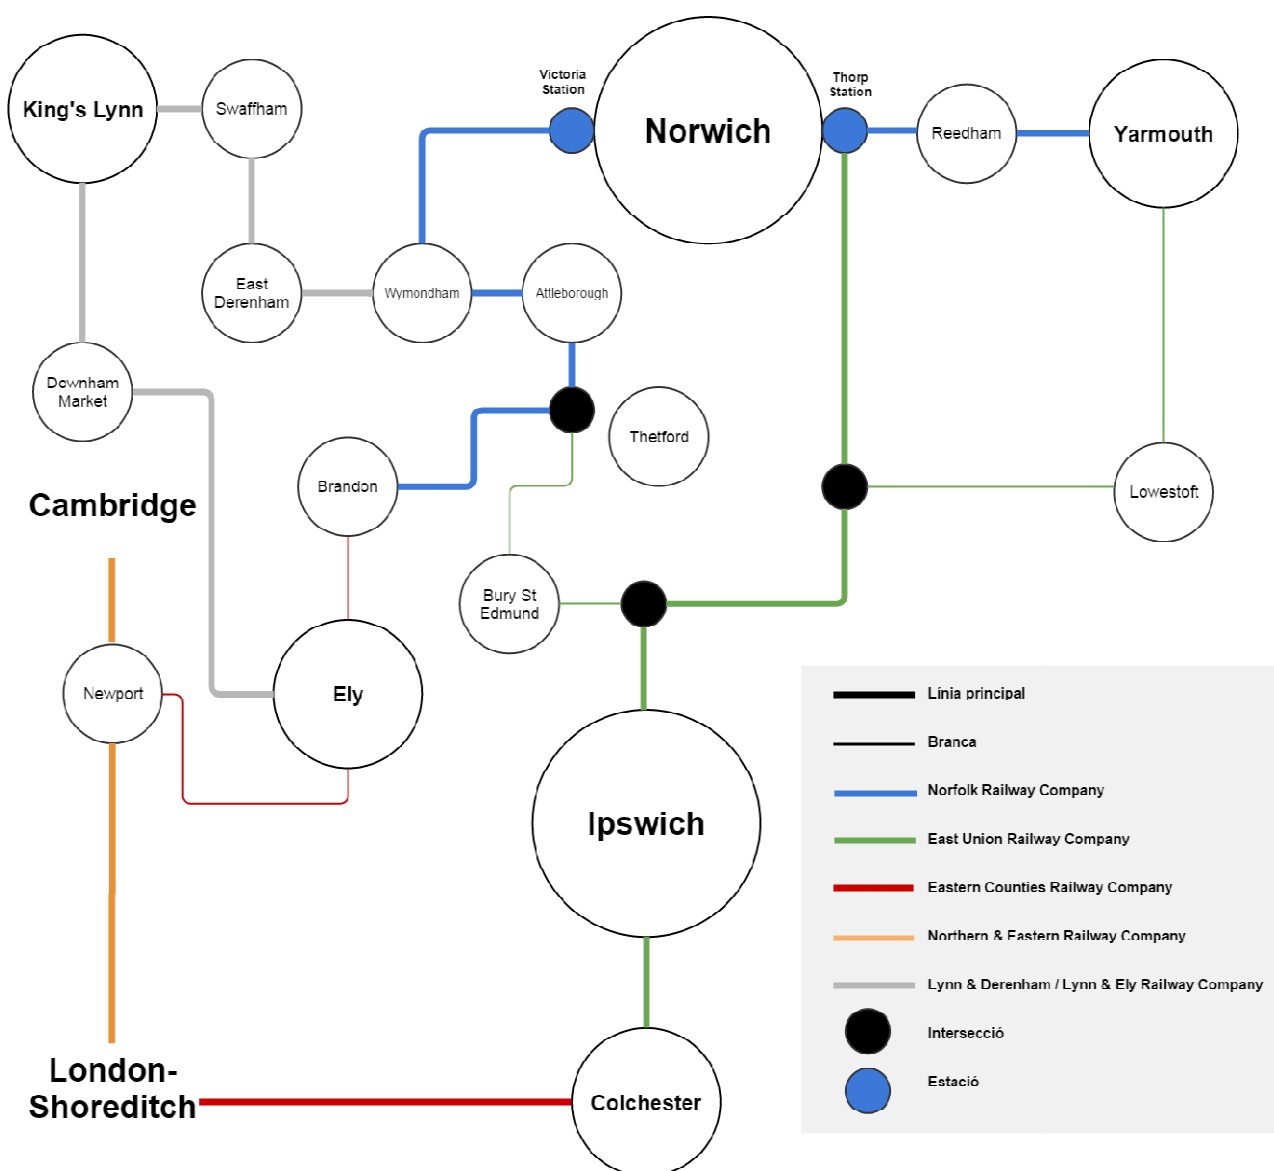 Victoria
Station
Thorp
Station
King's Lynn
Swaffham
Norwich
Reedham
Yarmouth
East
Derenham
Wymondham
Attleborough
Downham
Market
Thetford
Brandon
Lowestoft
Cambridge
Bury St
Edmund
Newport
Ely
Ipswich
London-
Shoreditch
Colchester
Línia principal
Branca
Norfolk Railway Company
East Union Railway Company
Eastern Counties Railway Company
Northern & Eastern Railway Company
Lynn & Derenham / Lynn & Ely Railway Company
Intersecció
Estació